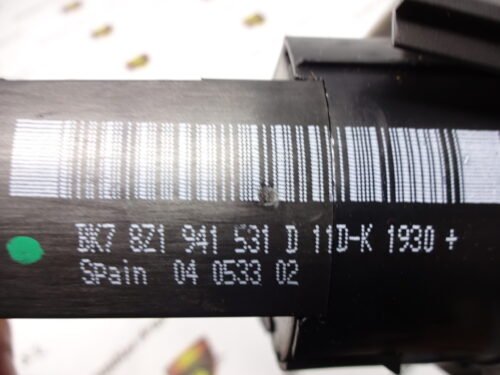 BK7 8Z1 941 531 D 11D-K 1930 +
SPain 04 0533 02